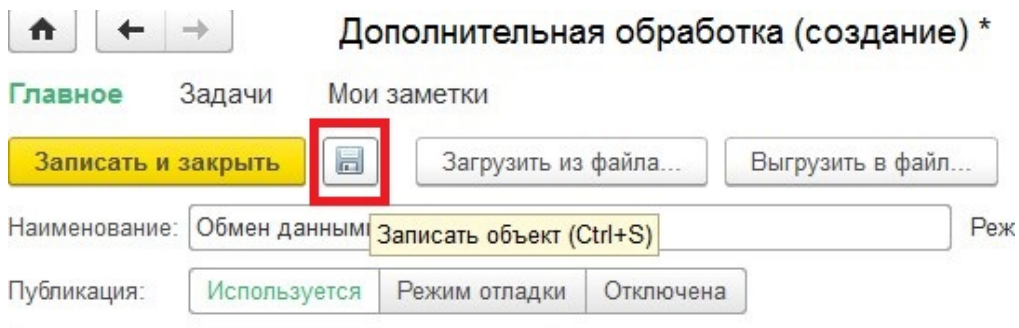 Дополнительная обработка (создание) *
Главное Задачи Мои заметки
Записать и закрыть Загрузить из файла... Выгрузить в файл...
Наименование: Обмен данными Реж
Записать объект (Ctrl+S)
Публикация: Используется Режим отладки Отключена